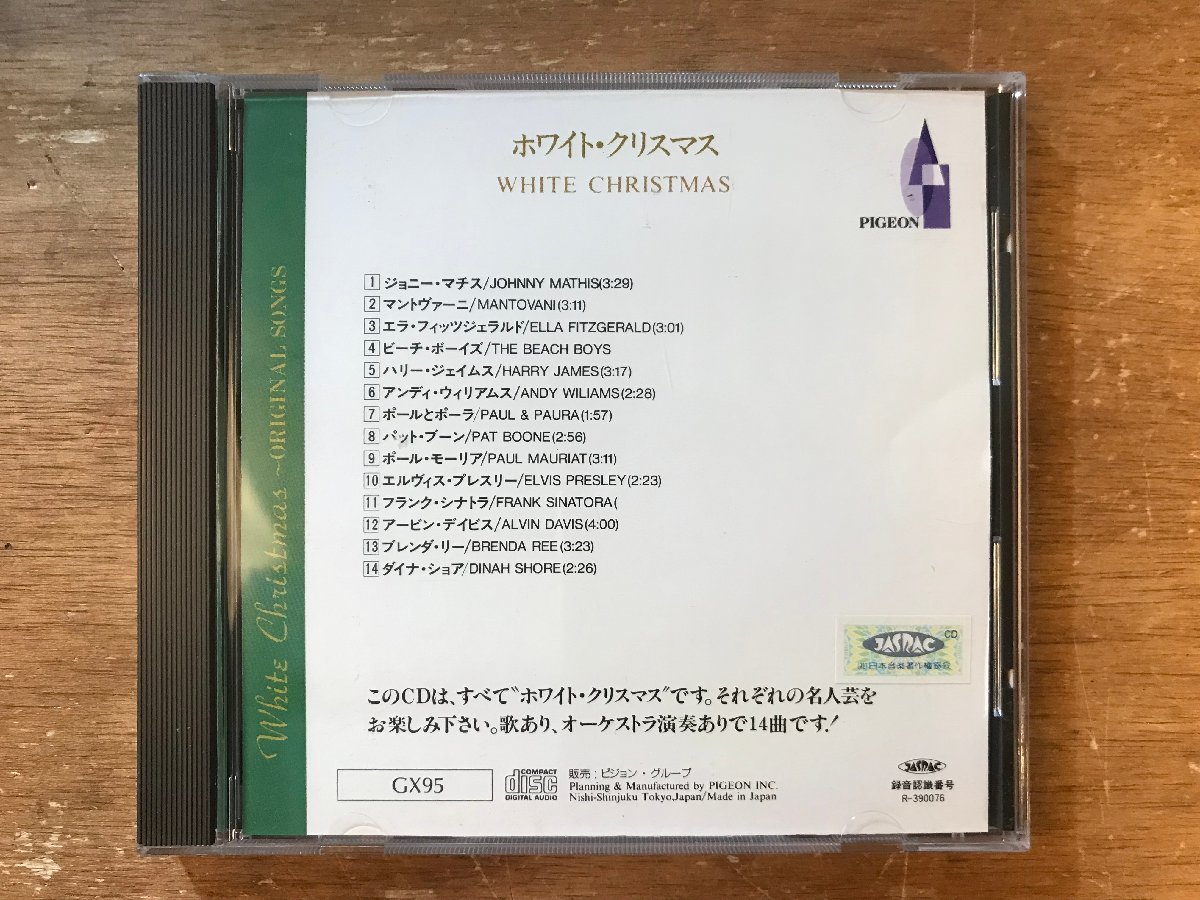 ホワイト・クリスマス
WHITE CHRISTMAS
PIGEON
White Christmas ~ORIGINAL SONGS
1 ジョニー・マチス/JOHNNY MATHIS(3:29)
2 マントヴァーニ/MANTOVANI(3:11)
3 エラ・フィッツジェラルド/ELLA FITZGERALD(3:01)
4 ビーチ・ボーイズ/THE BEACH BOYS
5 ハリー・ジェイムス/HARRY JAMES(3:17)
6 アンディ・ウィリアムス/ANDY WILIAMS(2:28)
7 ポールとポーラ/PAUL & PAURA(1:57)
8 パット・ブーン/PAT BOONE(2:56)
9 ポール・モーリア/PAUL MAURIAT(3:11)
10 エルヴィス・プレスリー/ELVIS PRESLEY(2:23)
11 フランク・シナトラ/FRANK SINATORA(
12 アービン・デイビス/ALVIN DAVIS(4:00)
13 ブレンダ・リー/BRENDA REE(3:23)
14 ダイナ・ショア/DINAH SHORE(2:26)
CD
JASRAC
このCDは、すべて“ホワイト・クリスマス”です。それぞれの名人芸を
お楽しみ下さい。歌あり、オーケストラ演奏ありで14曲です!
GX95
COMPACT
disc
DIGITAL AUDIO
販売:ピジョン・グループ
Planning & Manufactured by PIGEON INC.
Nishi-Shinjuku Tokyo,Japan/Made in Japan
JASRAC
録音認識番号
R-390076